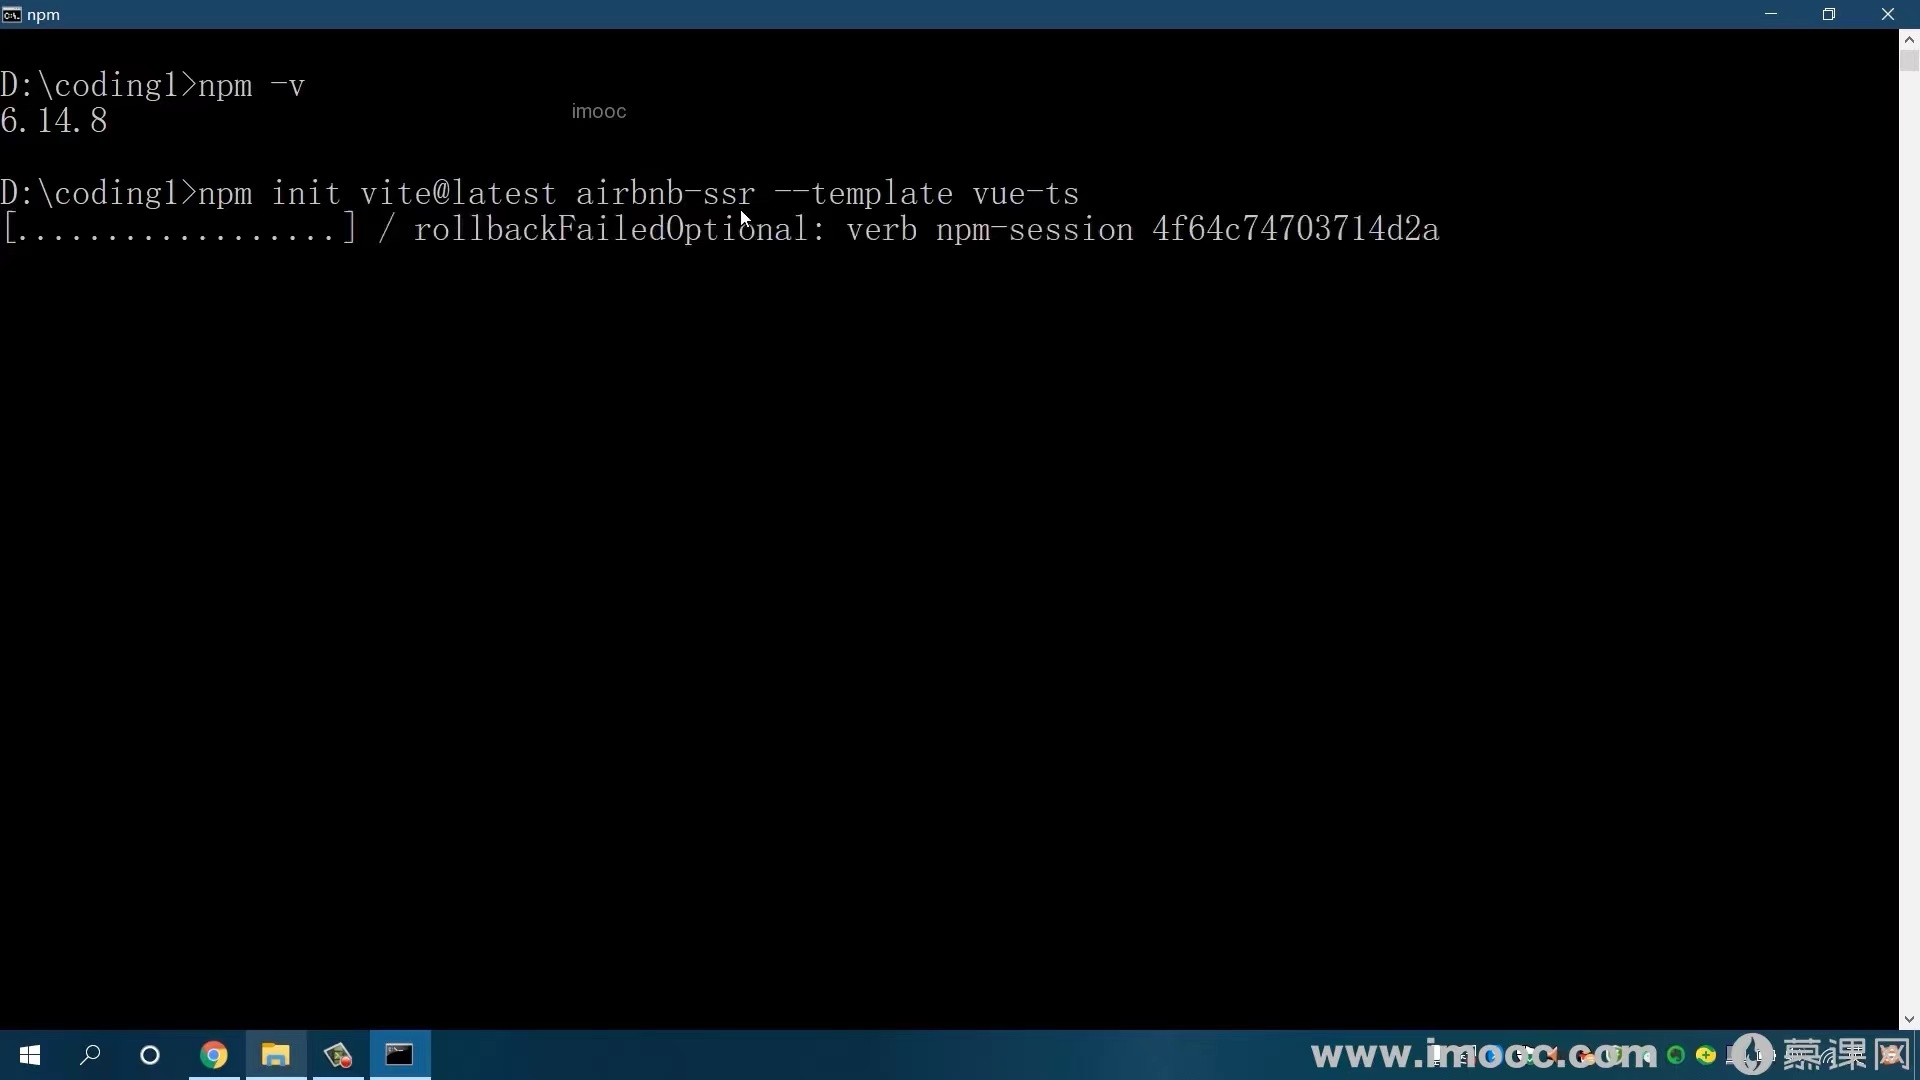 npm
D:\coding1>npm -v
6.14.8
imooc
D:\coding1>npm init vite@latest airbnb-ssr --template vue-ts
[..................] / rollbackFailedOptional: verb npm-session 4f64c74703714d2a
www.imooc.com 慕课网